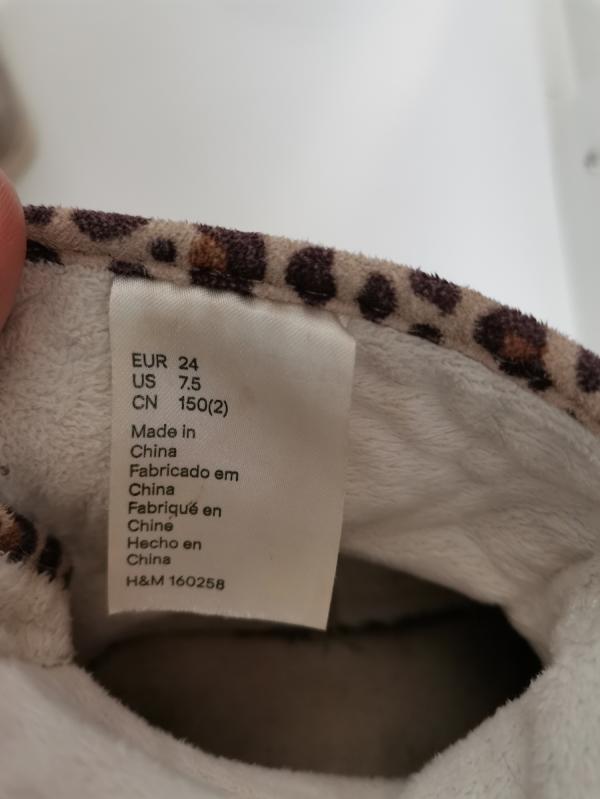 EUR 24
US 7.5
CN 150(2)
Made in
China
Fabricado em
China
Fabriqué en
Chine
Hecho en
China
H&M 160258